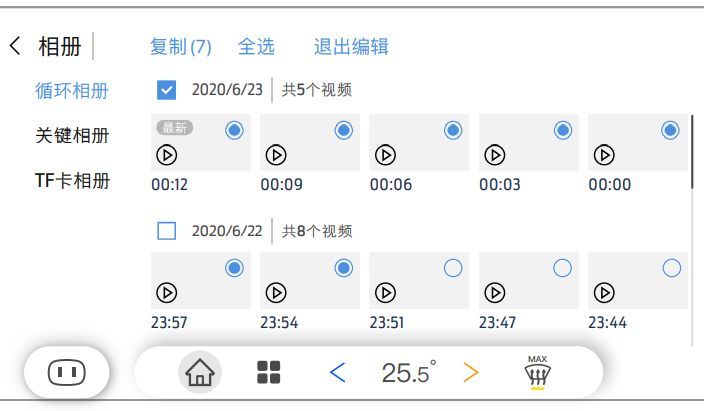 相册 复制(7) 全选 退出编辑
循环相册
关键相册
TF卡相册
2020/6/23 共5个视频
最新
00:12 00:09 00:06 00:03 00:00
2020/6/22 共8个视频
23:57 23:54 23:51 23:47 23:44
25.5°
MAX